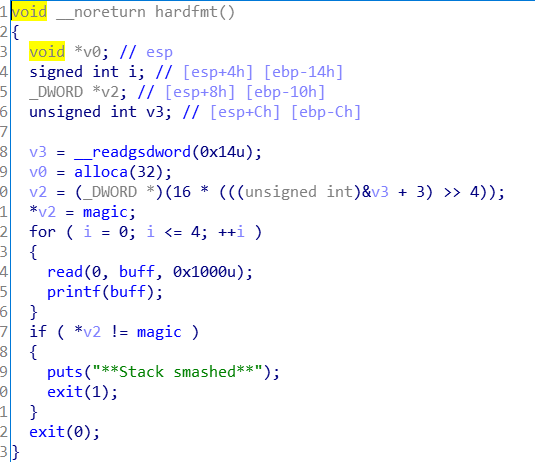 1 void __noreturn hardfmt()
2 {
3 void *v0; // esp
4 signed int i; // [esp+4h] [ebp-14h]
5 _DWORD *v2; // [esp+8h] [ebp-10h]
6 unsigned int v3; // [esp+Ch] [ebp-Ch]
7
8 v3 = __readgsdword(0x14u);
9 v0 = alloca(32);
0 v2 = (_DWORD *)(16 * (((unsigned int)&v3 + 3) >> 4));
1 *v2 = magic;
2 for ( i = 0; i <= 4; ++i )
3 {
4 read(0, buff, 0x1000u);
5 printf(buff);
6 }
7 if ( *v2 != magic )
8 {
9 puts("**Stack smashed**");
0 exit(1);
1 }
2 exit(0);
3 }